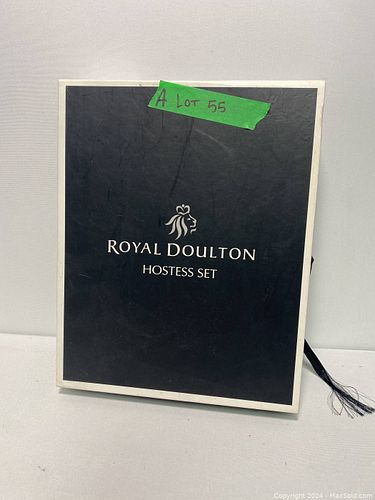 A LOT 55
ROYAL DOULTON
HOSTESS SET
Copyright 2024 - MaxSold.com